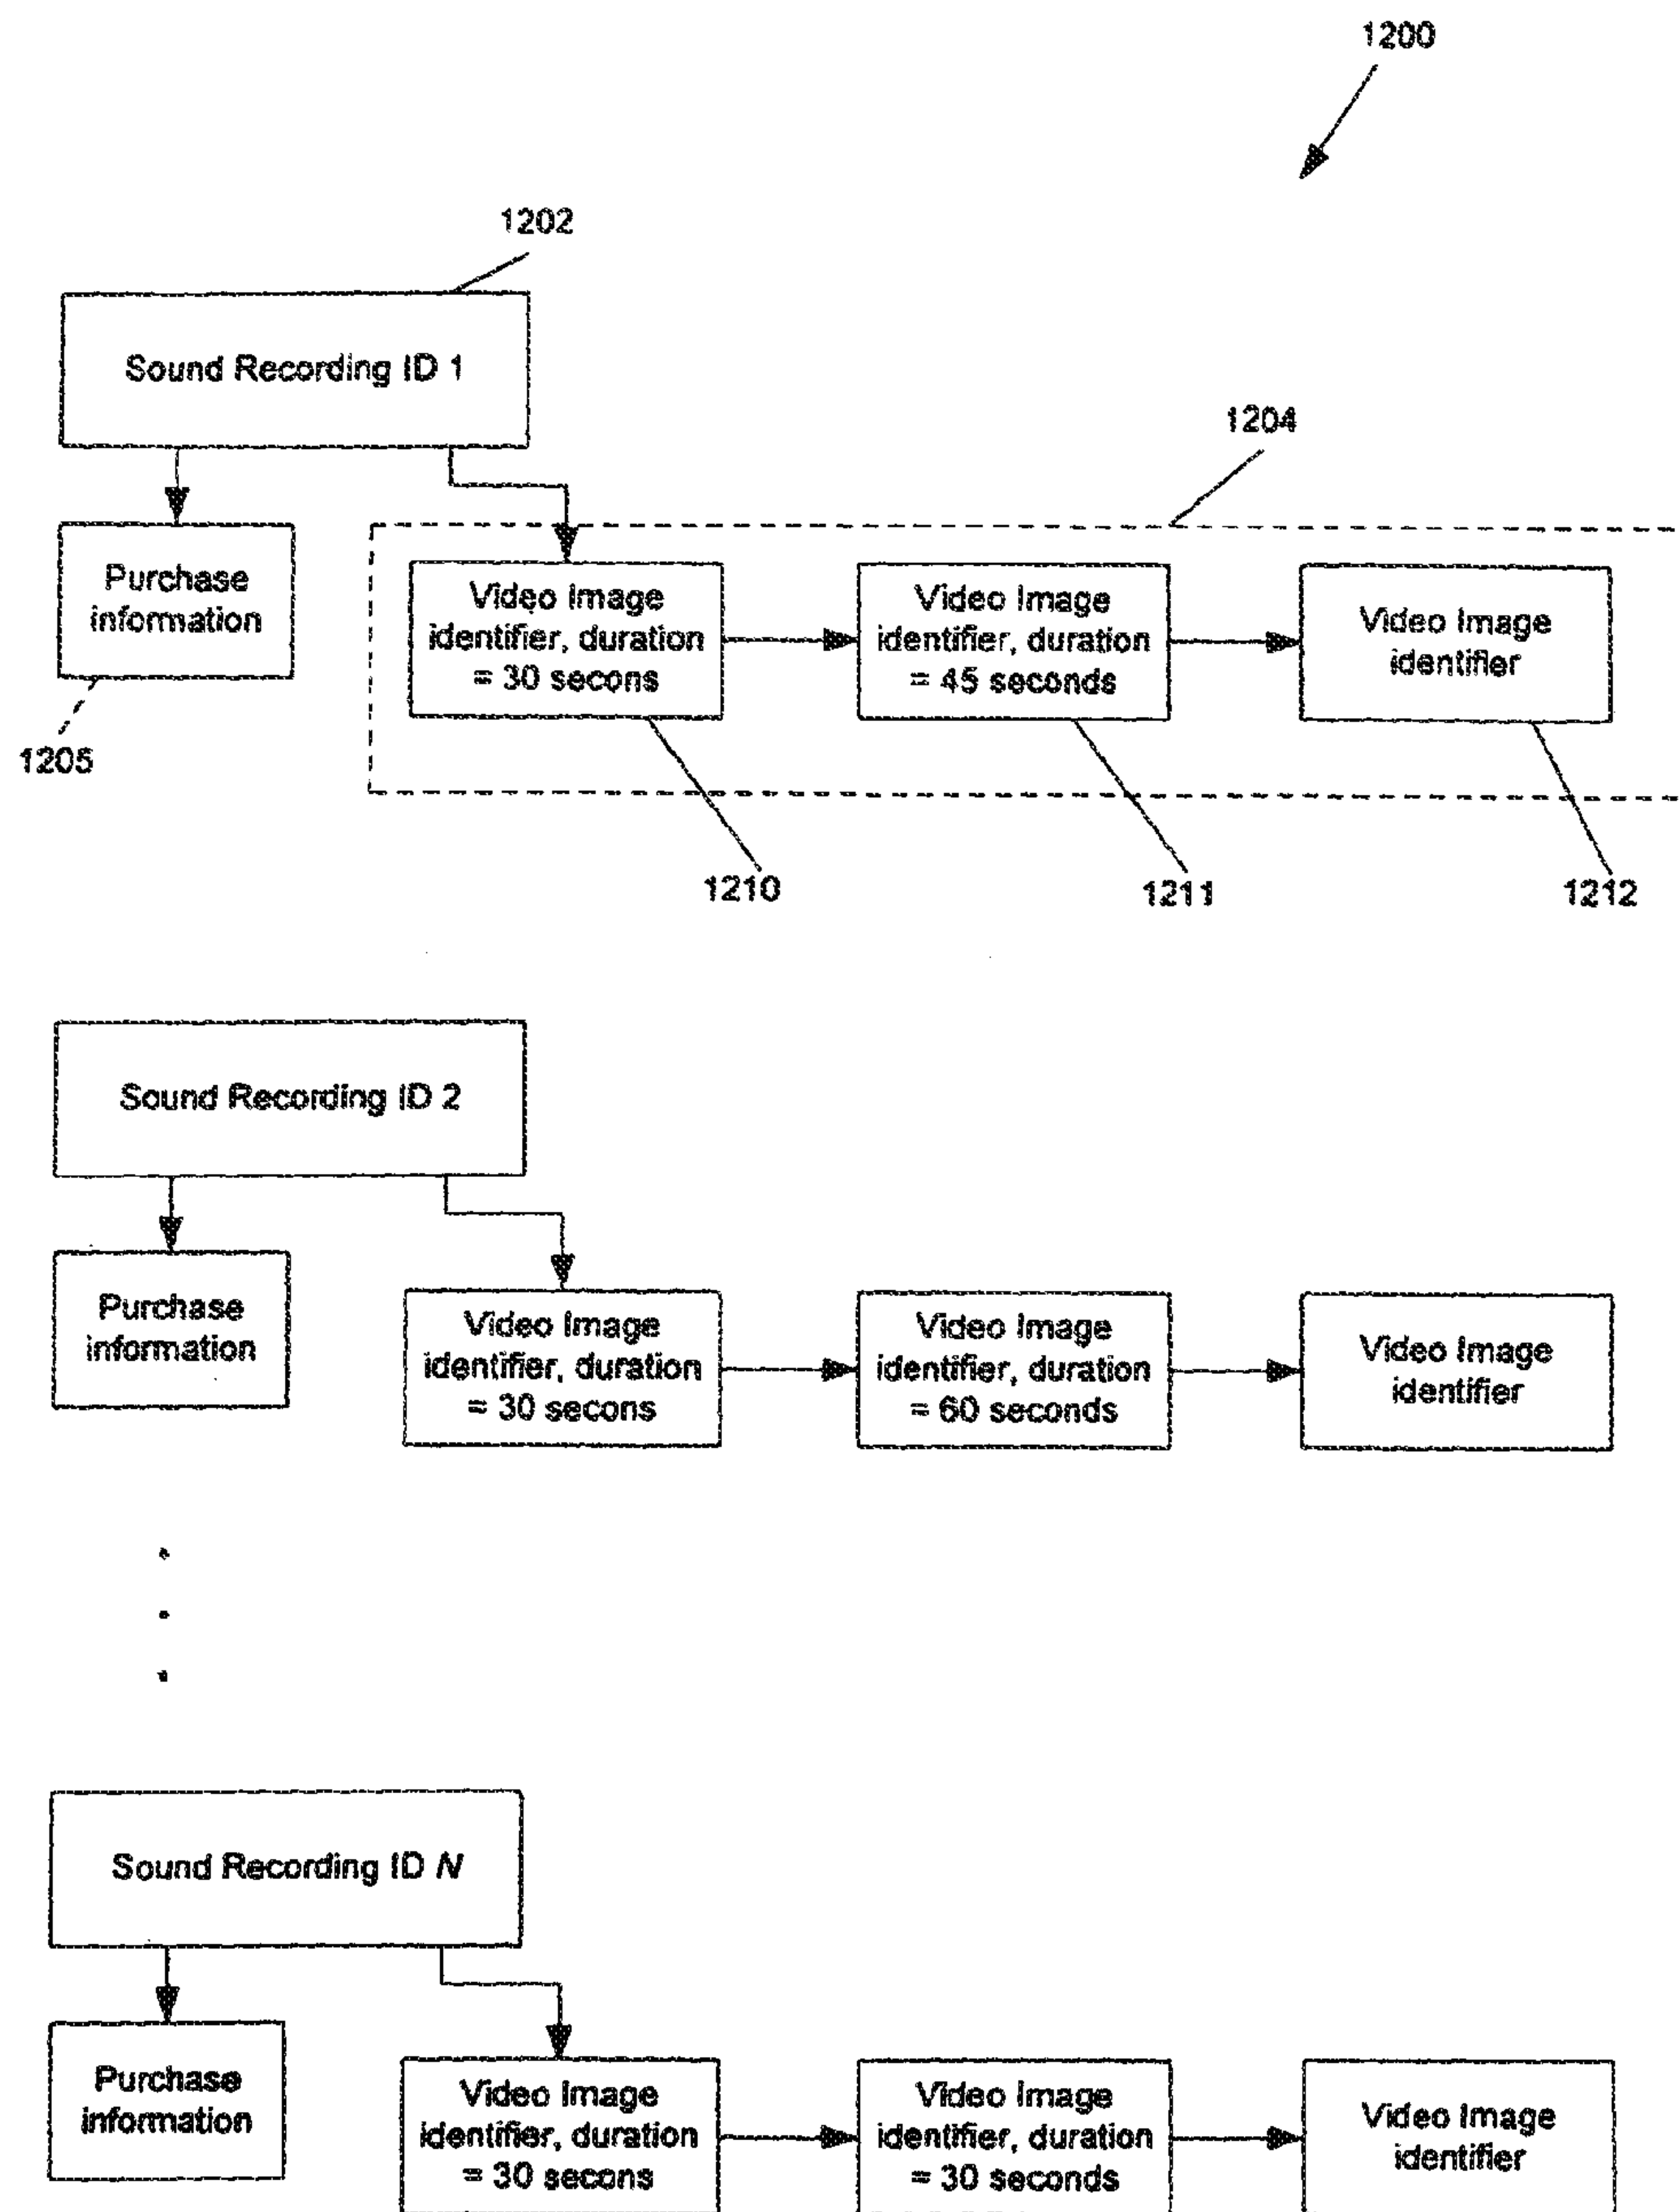 1200
1202
Sound Recording ID 1
1204
Purchase
information
Video Image
identifier, duration
= 30 secons
Video Image
identifier, duration
= 45 seconds
Video Image
identifier
1205
1210
1211
1212
Sound Recording ID 2
Purchase
information
Video Image
identifier, duration
= 30 secons
Video Image
identifier, duration
= 60 seconds
Video Image
identifier
Sound Recording ID N
Purchase
information
Video Image
identifier, duration
= 30 secons
Video Image
identifier, duration
= 30 seconds
Video Image
identifier